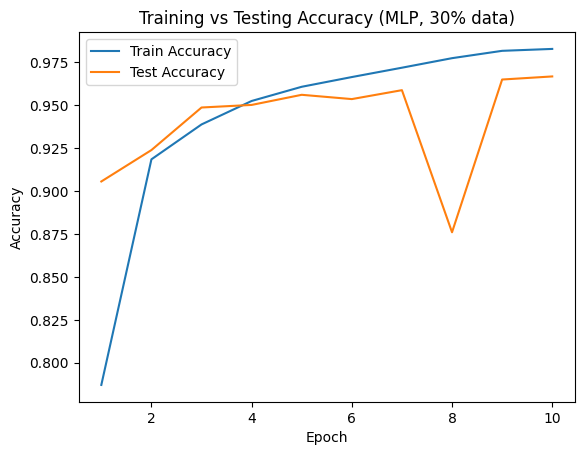 Training vs Testing Accuracy (MLP, 30% data)
Train Accuracy
Test Accuracy
0.975
0.950
0.925
0.900
0.875
0.850
0.825
0.800
Accuracy
2
4
6
8
10
Epoch